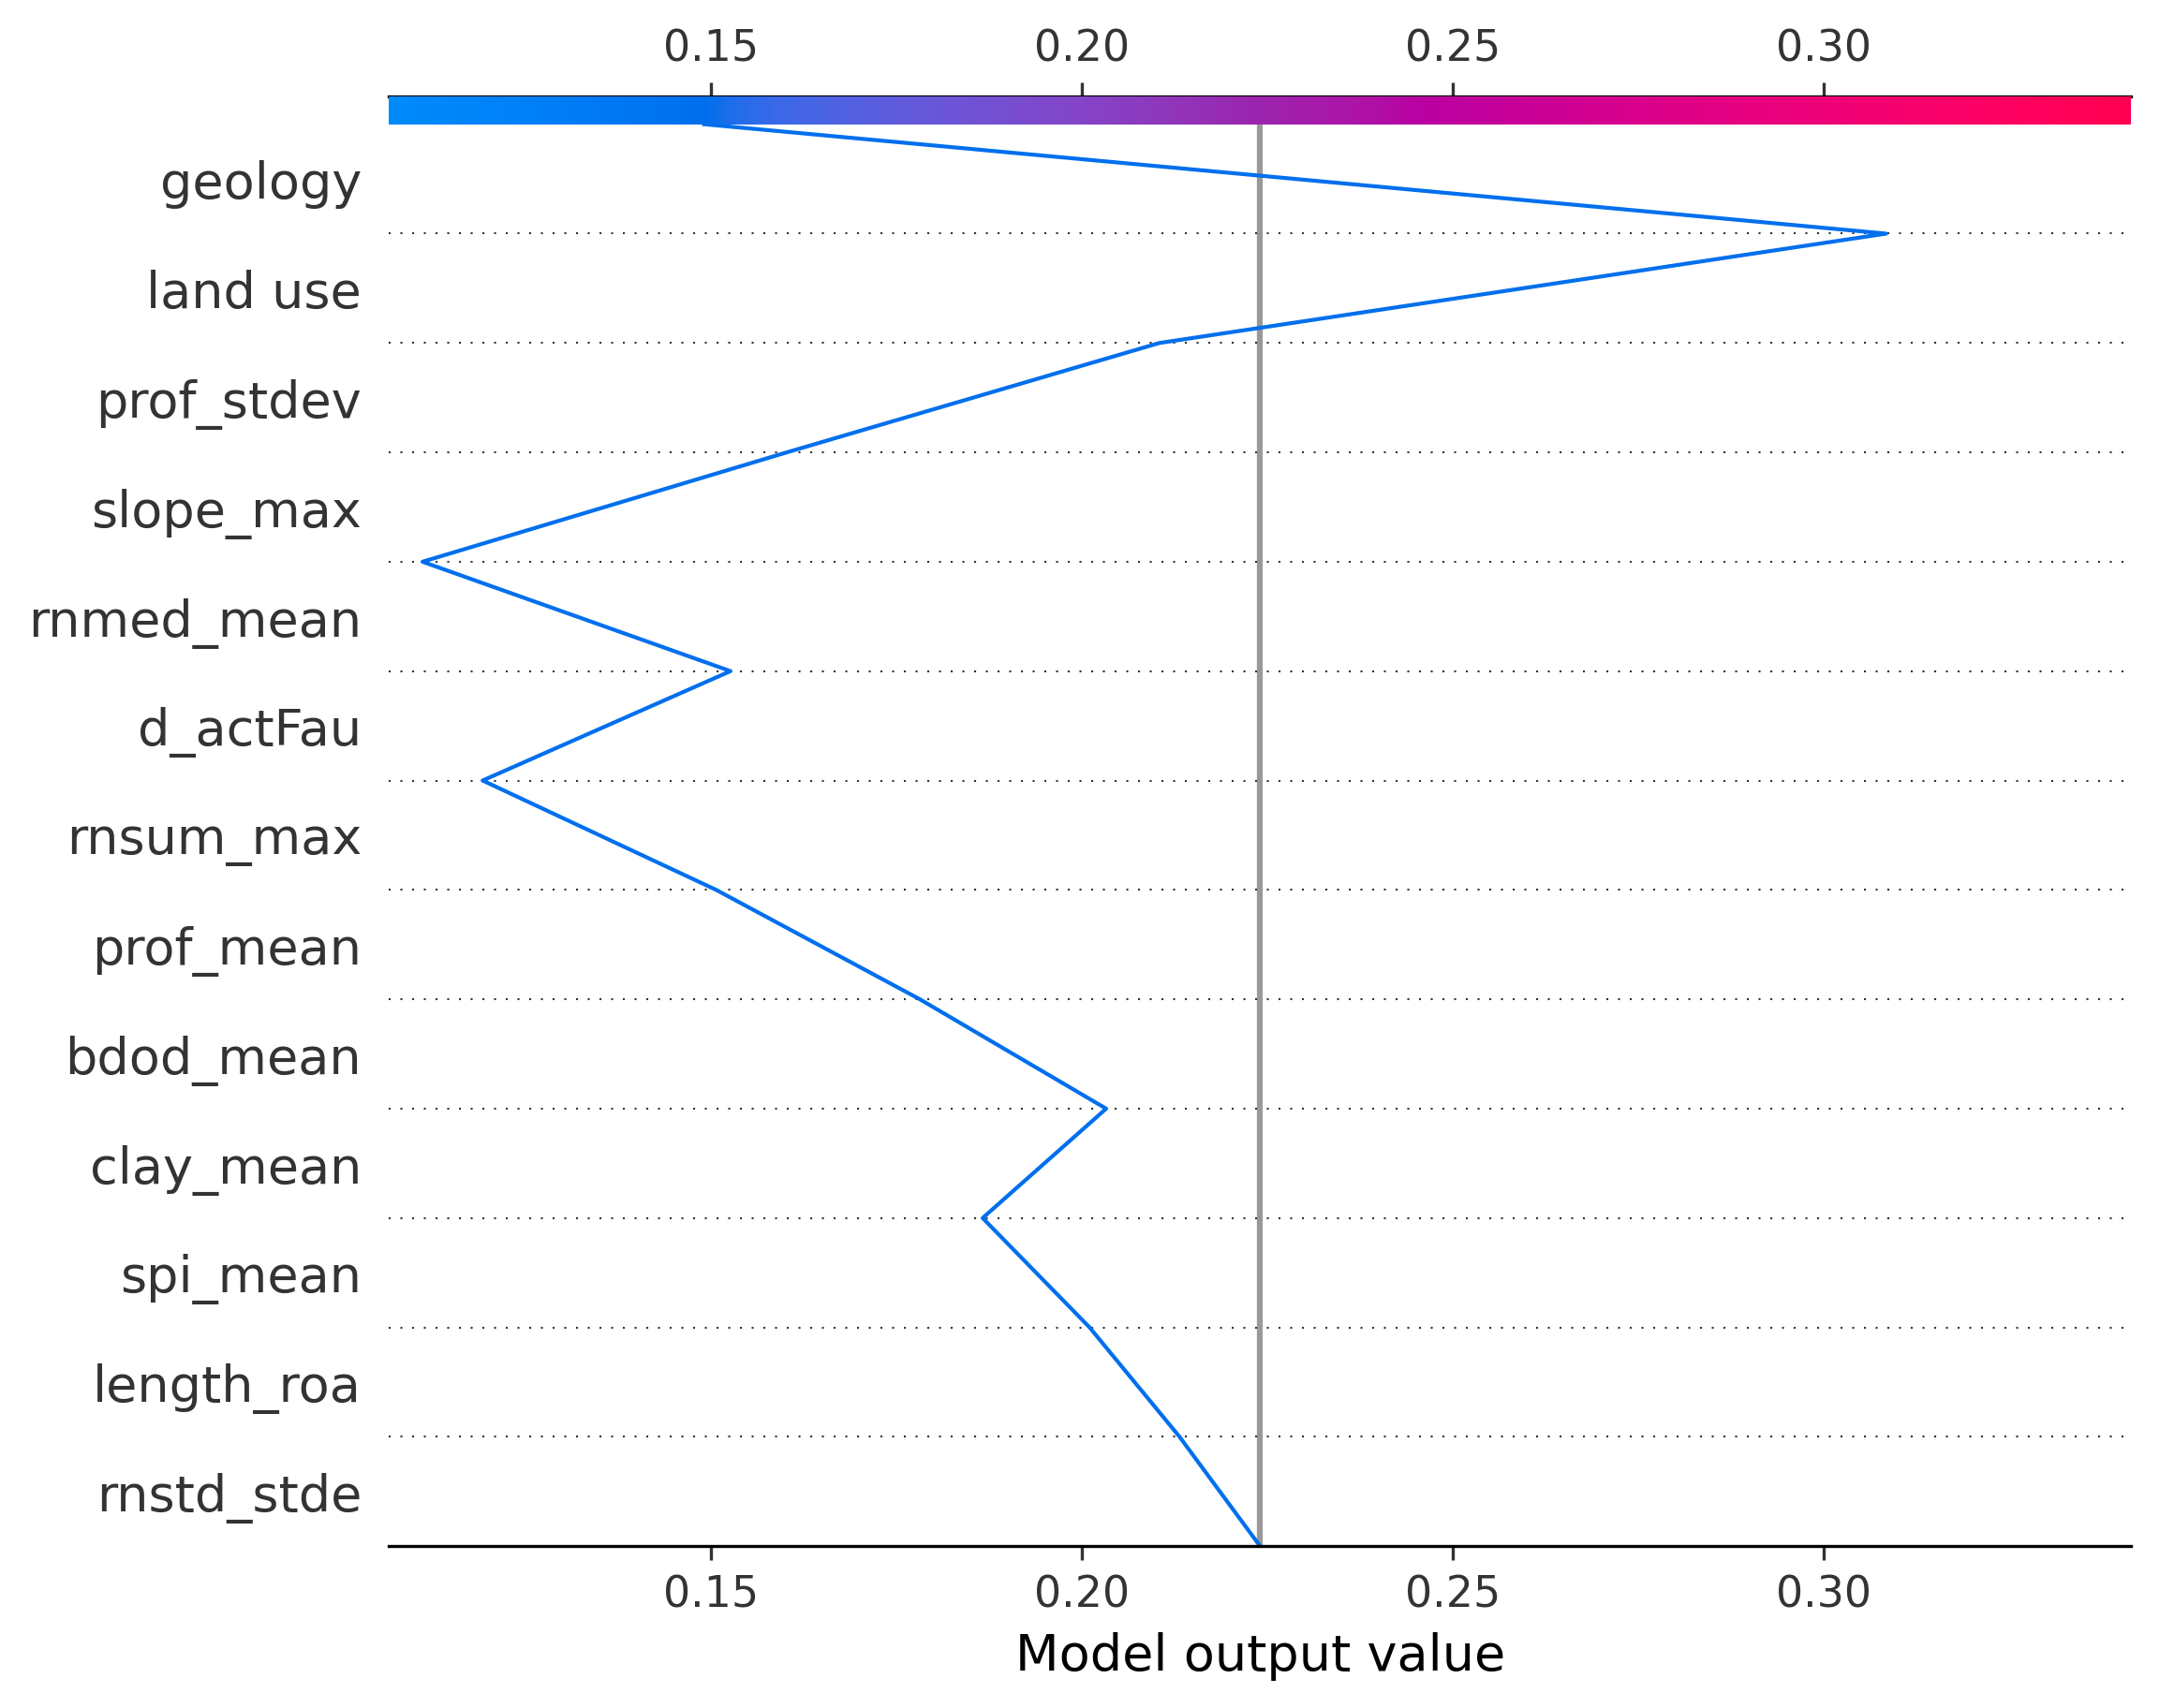 0.15 0.20 0.25 0.30
geology
land use
prof_stdev
slope_max
rnmed_mean
d_actFau
rnsum_max
prof_mean
bdod_mean
clay_mean
spi_mean
length_roa
rnstd_stde
0.15 0.20 0.25 0.30
Model output value